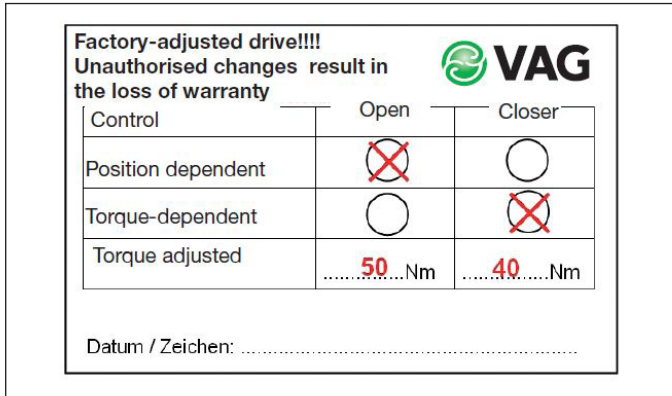 Factory-adjusted drive!!!!
Unauthorised changes result in
the loss of warranty
VAG
Control Open Closer
Position dependent
Torque-dependent
Torque adjusted ........50...Nm ......40.....Nm
Datum / Zeichen: ............................................................